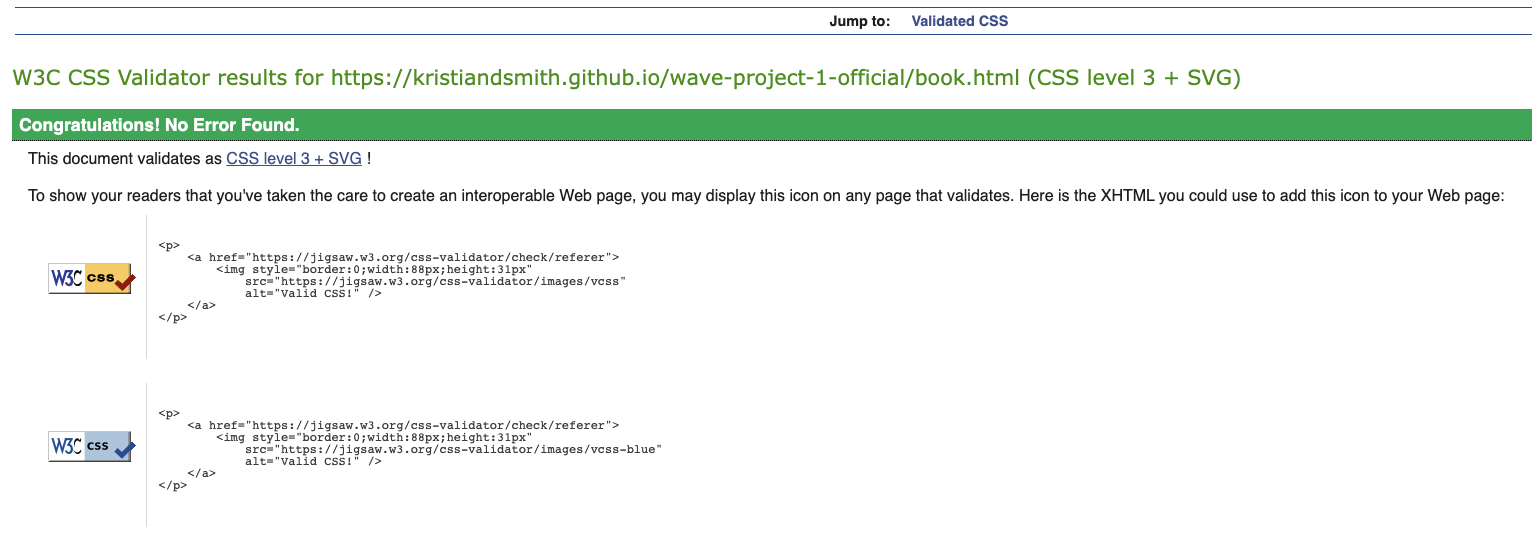 Jump to: Validated CSS
W3C CSS Validator results for https://kristiandsmith.github.io/wave-project-1-official/book.html (CSS level 3 + SVG)
Congratulations! No Error Found.
This document validates as CSS level 3 + SVG !
To show your readers that you've taken the care to create an interoperable Web page, you may display this icon on any page that validates. Here is the XHTML you could use to add this icon to your Web page:
W3C css
<p>
<a href="https://jigsaw.w3.org/css-validator/check/referer">
<img style="border:0;width:88px;height:31px"
src="https://jigsaw.w3.org/css-validator/images/vcss"
alt="Valid CSS!" />
</a>
</p>
W3C css
<p>
<a href="https://jigsaw.w3.org/css-validator/check/referer">
<img style="border:0;width:88px;height:31px"
src="https://jigsaw.w3.org/css-validator/images/vcss-blue"
alt="Valid CSS!" />
</a>
</p>